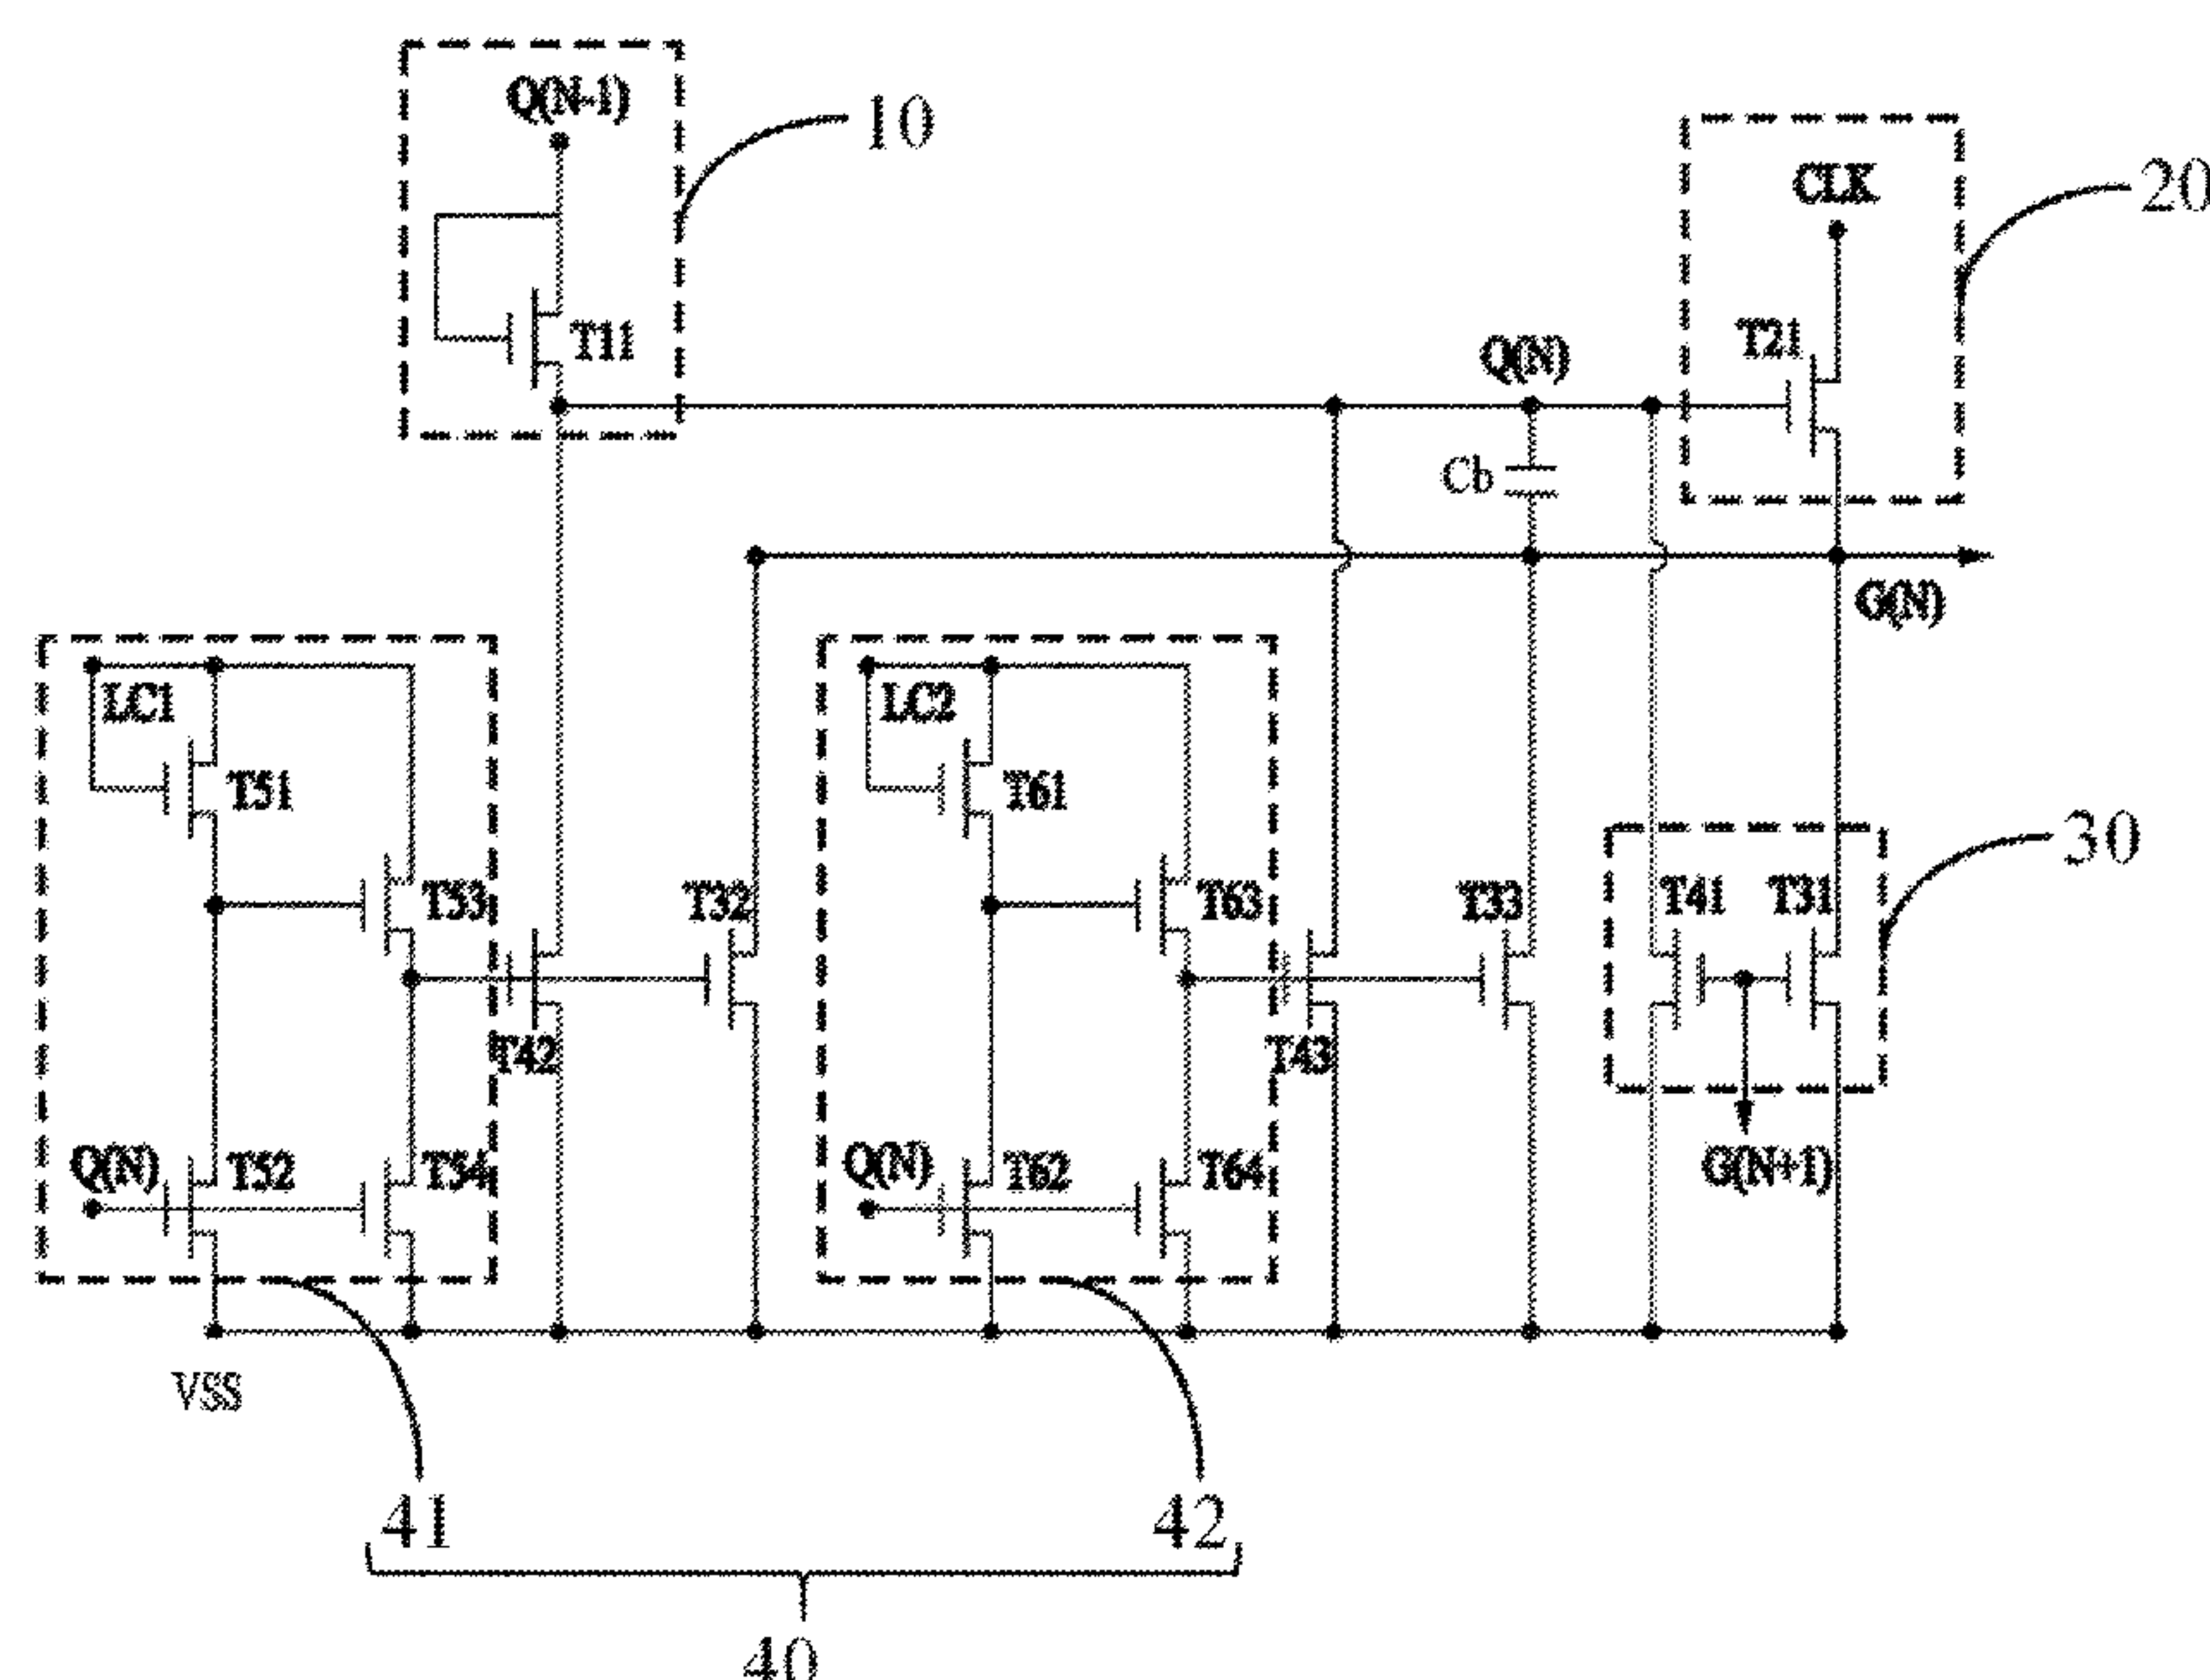 Q(N-1)
10
CLK
20
T11
Q(N)
T21
Cb
G(N)
LC1
LC2
T51
T61
30
T53
T32
T63
T33
T41
T31
T42
T43
Q(N)
T52
T54
Q(N)
T62
T64
G(N+1)
VSS
41
42
40